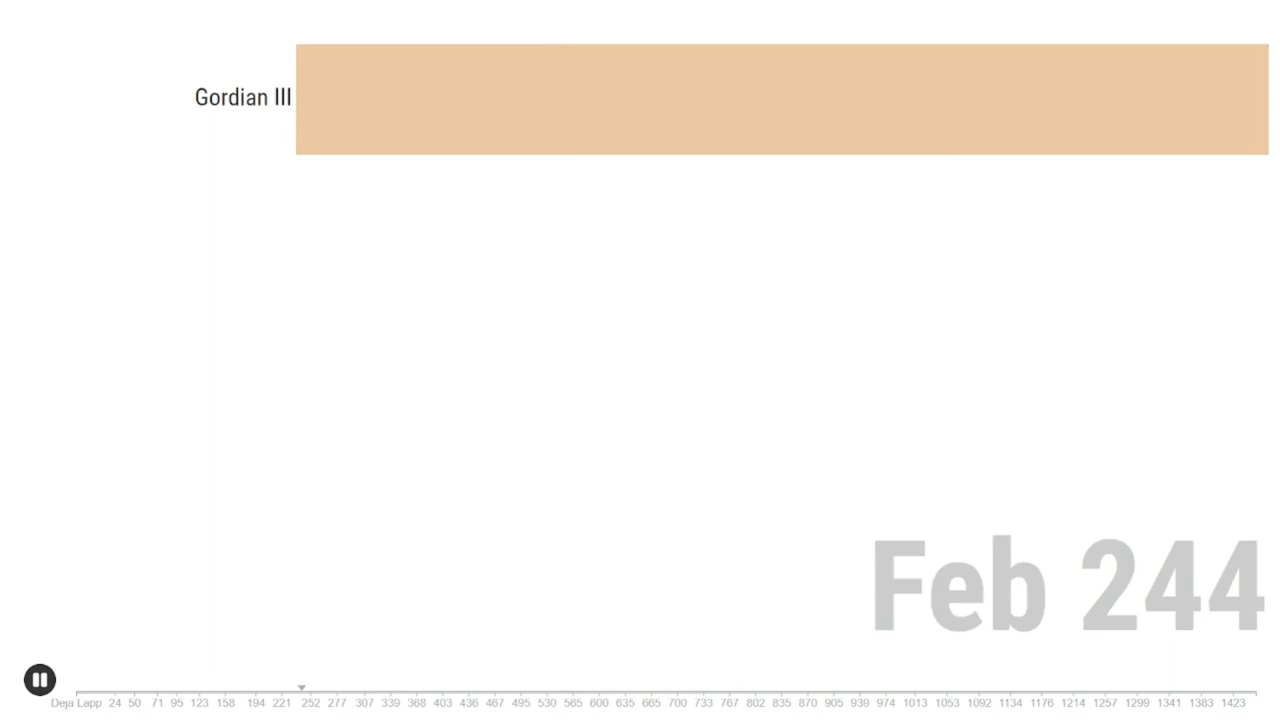 Gordian III
Feb 244
Deja Lapp 24 50 71 95 123 158 194 221 252 277 307 339 368 403 436 467 495 530 565 600 635 665 700 733 767 802 835 870 905 939 974 1013 1053 1092 1134 1176 1214 1257 1299 1341 1383 1423